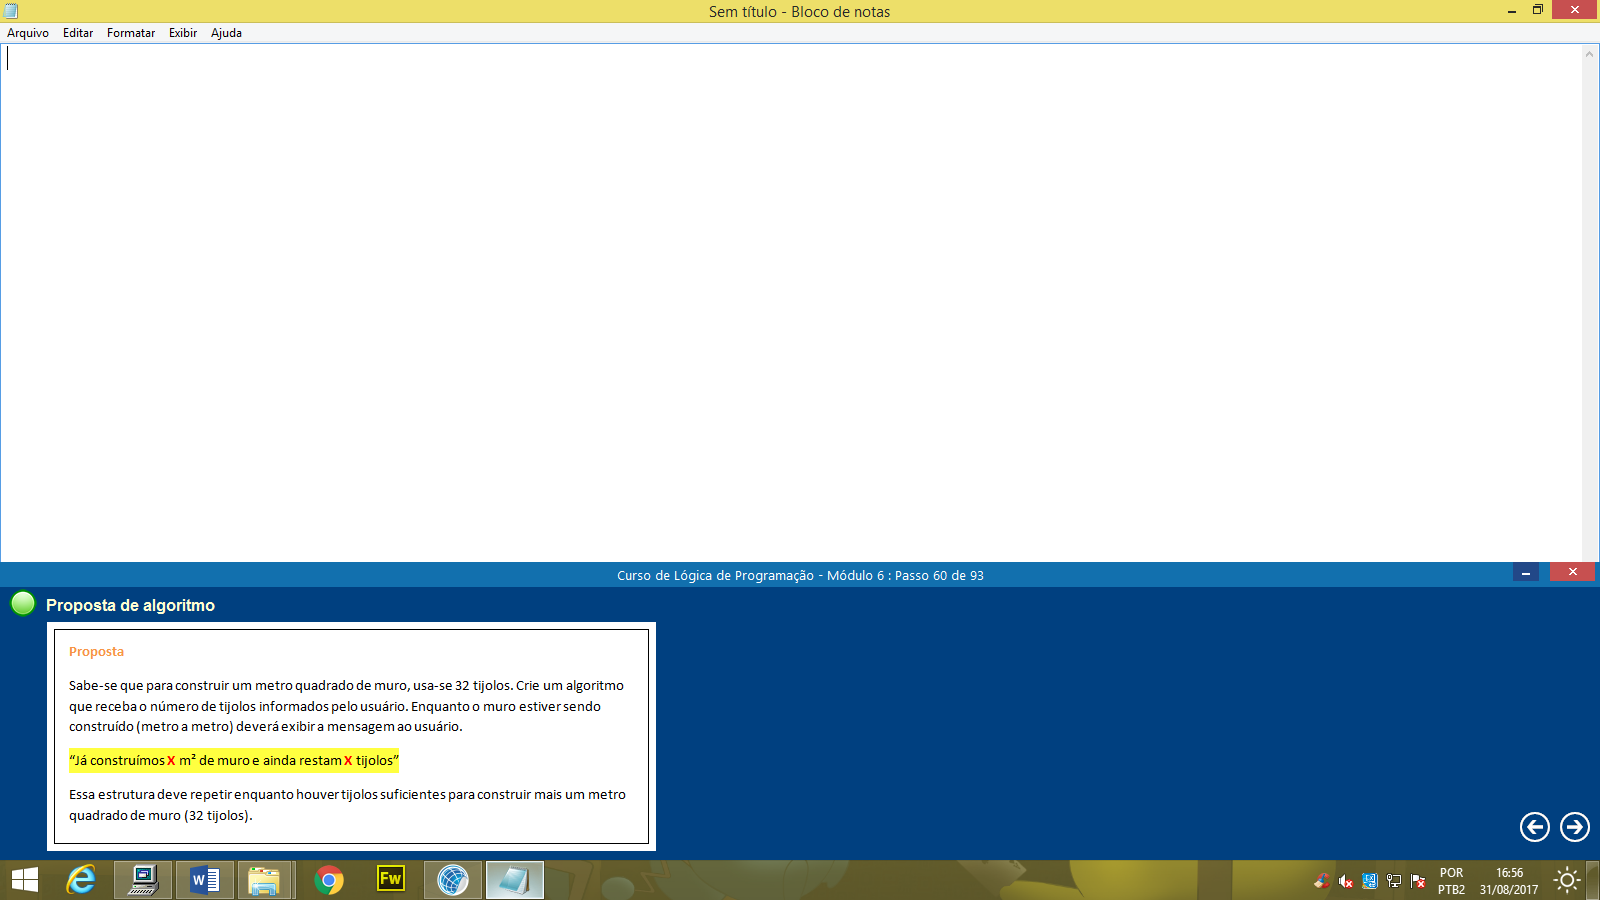 Sem título - Bloco de notas
Arquivo Editar Formatar Exibir Ajuda
Curso de Lógica de Programação - Módulo 6 : Passo 60 de 93
Proposta de algoritmo
Proposta
Sabe-se que para construir um metro quadrado de muro, usa-se 32 tijolos. Crie um algoritmo
que receba o número de tijolos informados pelo usuário. Enquanto o muro estiver sendo
construído (metro a metro) deverá exibir a mensagem ao usuário.
“Já construímos X m² de muro e ainda restam X tijolos”
Essa estrutura deve repetir enquanto houver tijolos suficientes para construir mais um metro
quadrado de muro (32 tijolos).
Fw
POR
PTB2
16:56
31/08/2017